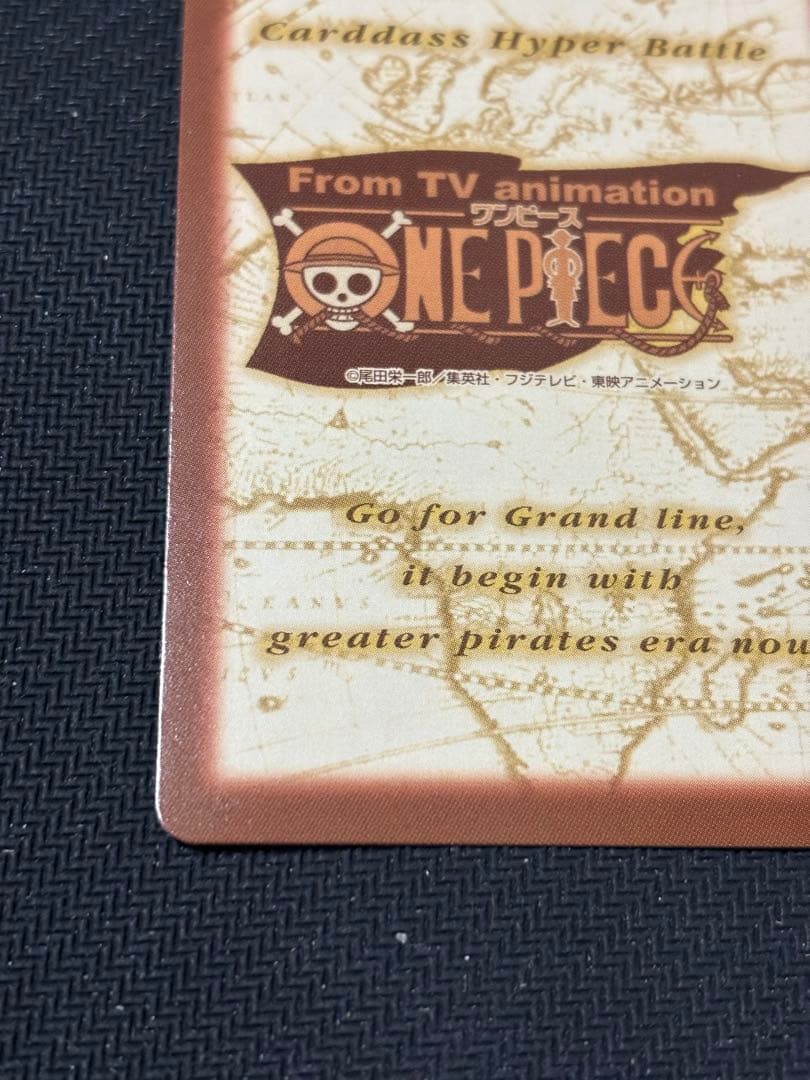 Carddass Hyper Battle
From TV animation
ワンピース
ONE PIECE
©尾田栄一郎／集英社・フジテレビ・東映アニメーション
Go for Grand line,
it begin with
greater pirates era now